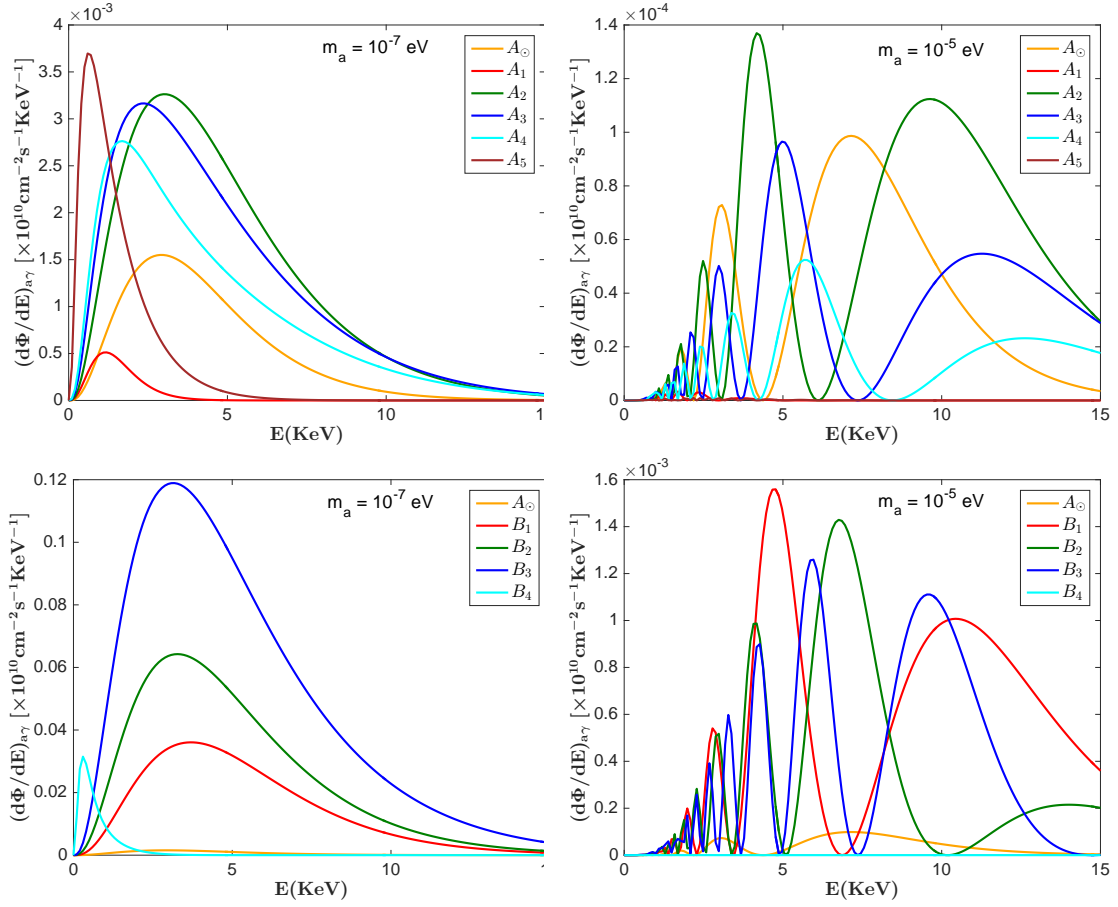 ×10⁻³
m_a = 10⁻⁷ eV
A_⊙
A₁
A₂
A₃
A₄
A₅
4
3.5
3
2.5
2
1.5
1
0.5
0
(dΦ/dE)_aγ [×10¹⁰cm⁻²s⁻¹KeV⁻¹]
0 5 10 1
E(KeV)
×10⁻⁴
m_a = 10⁻⁵ eV
A_⊙
A₁
A₂
A₃
A₄
A₅
1.4
1.2
1
0.8
0.6
0.4
0.2
0
(dΦ/dE)_aγ [×10¹⁰cm⁻²s⁻¹KeV⁻¹]
0 5 10 15
E(KeV)
m_a = 10⁻⁷ eV
A_⊙
B₁
B₂
B₃
B₄
0.12
0.10
0.08
0.06
0.04
0.02
0
(dΦ/dE)_aγ [×10¹⁰cm⁻²s⁻¹KeV⁻¹]
0 5 10 1
E(KeV)
×10⁻³
m_a = 10⁻⁵ eV
A_⊙
B₁
B₂
B₃
B₄
1.6
1.4
1.2
1
0.8
0.6
0.4
0.2
0
(dΦ/dE)_aγ [×10¹⁰cm⁻²s⁻¹KeV⁻¹]
0 5 10 15
E(KeV)